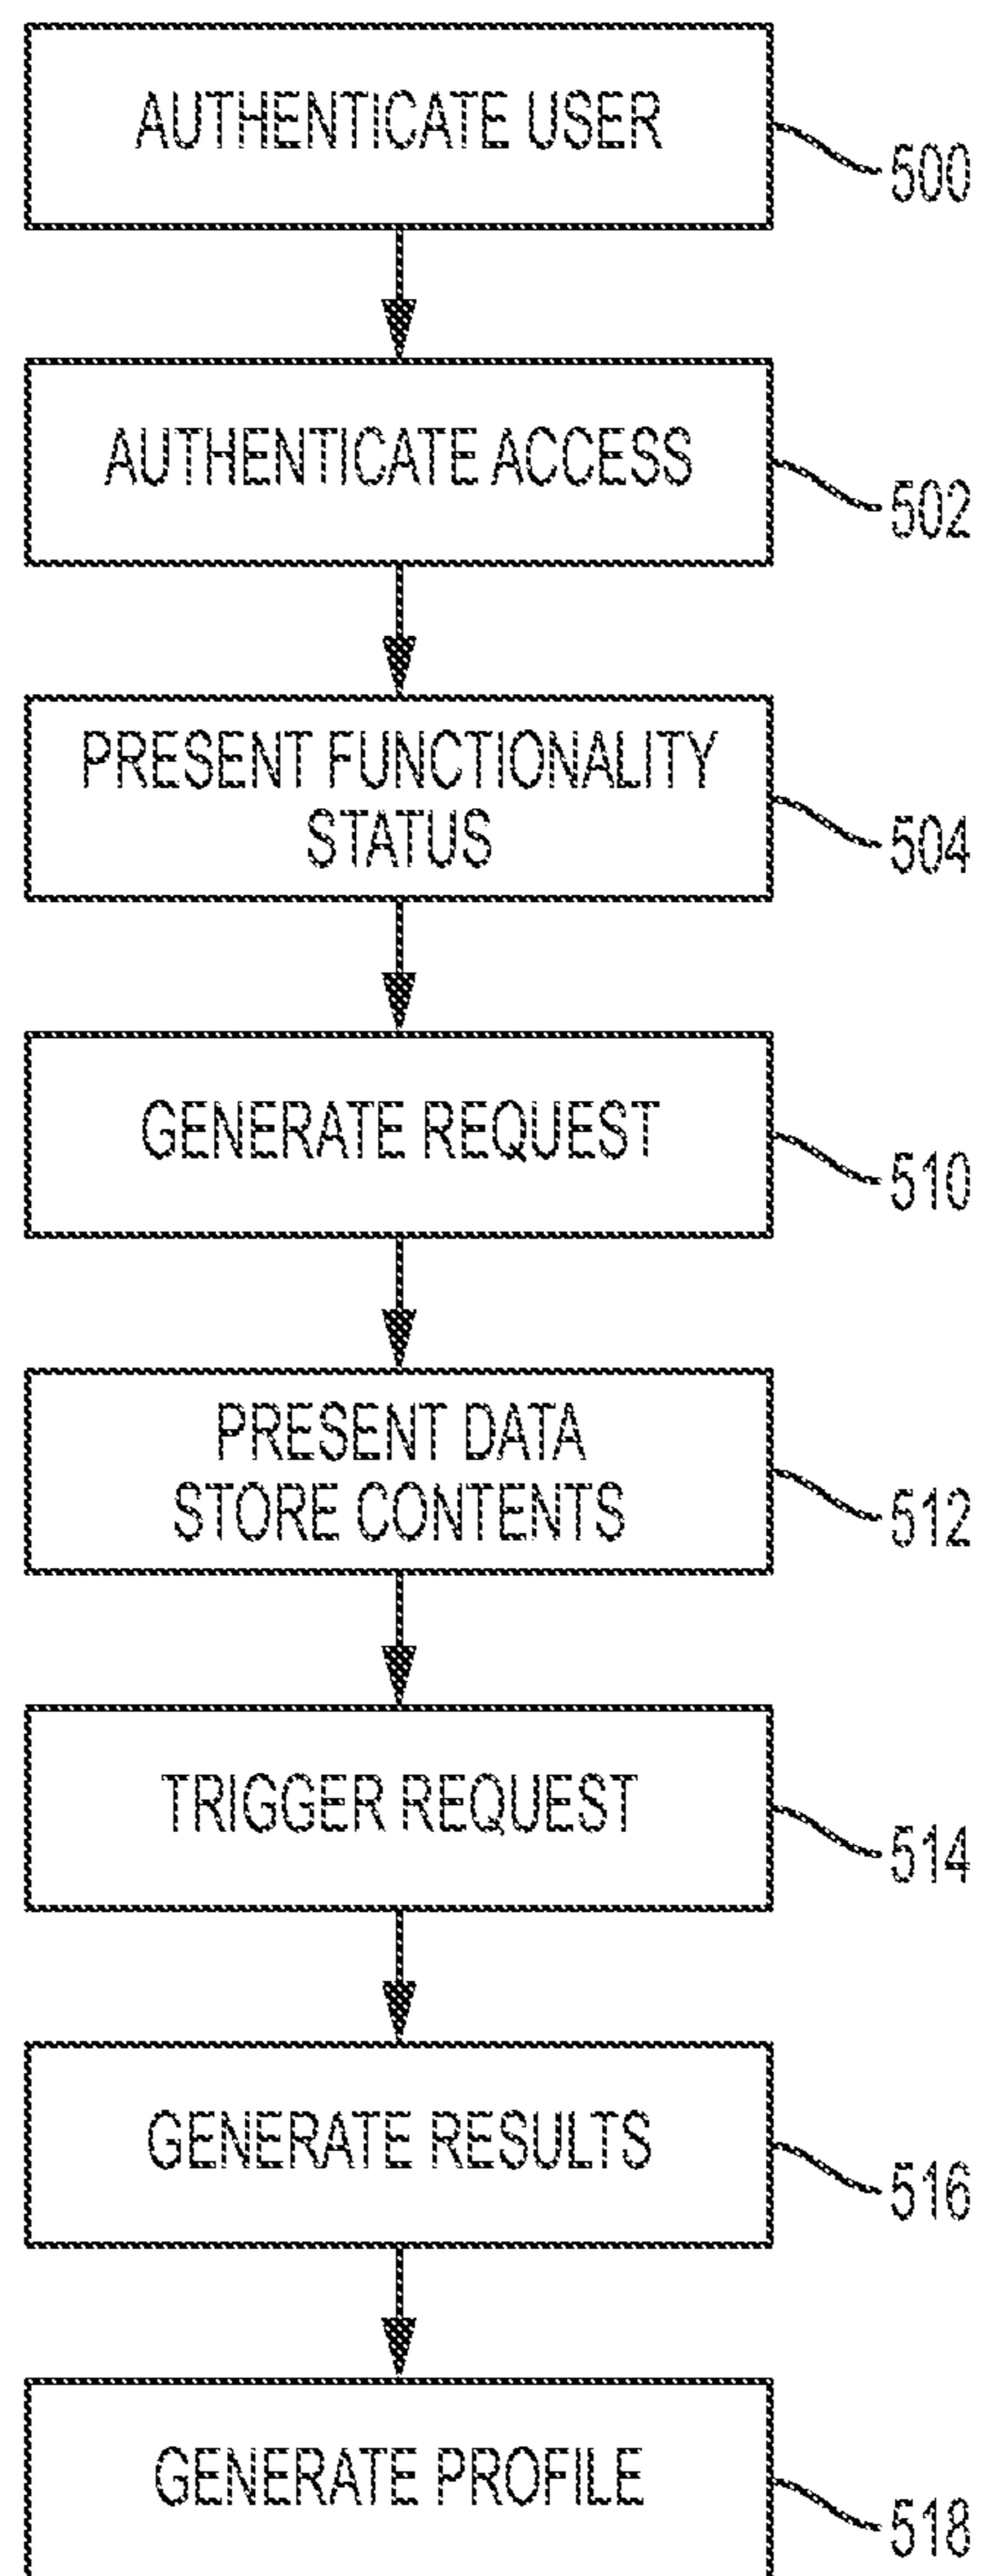 AUTHENTICATE USER
500
AUTHENTICATE ACCESS
502
PRESENT FUNCTIONALITY
STATUS
504
GENERATE REQUEST
510
PRESENT DATA
STORE CONTENTS
512
TRIGGER REQUEST
514
GENERATE RESULTS
516
GENERATE PROFILE
518